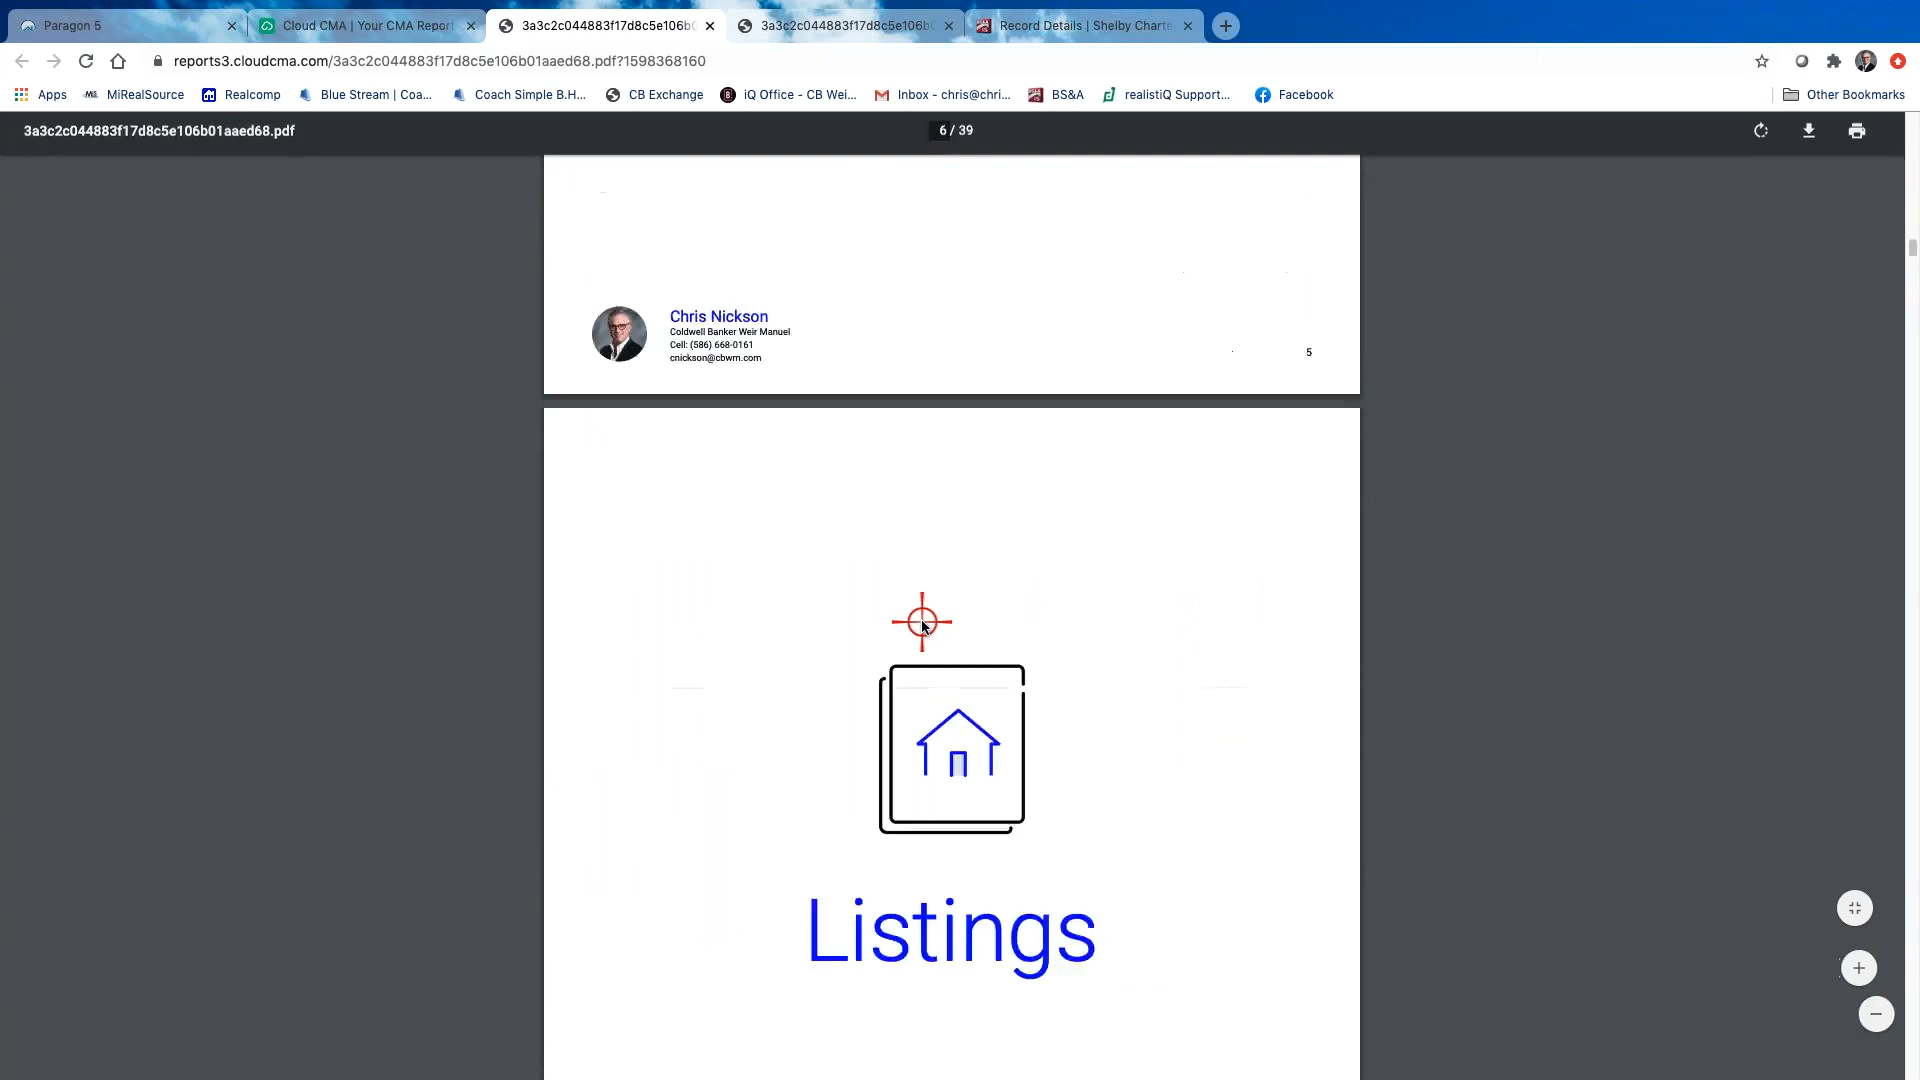 Paragon 5
Cloud CMA | Your CMA Report
3a3c2c044883f17d8c5e106b0
3a3c2c044883f17d8c5e106b0
Record Details | Shelby Charte
reports3.cloudcma.com/3a3c2c044883f17d8c5e106b01aaed68.pdf?1598368160
Apps
MiRealSource
Realcomp
Blue Stream | Coa...
Coach Simple B.H...
CB Exchange
iQ Office - CB Wei...
Inbox - chris@chri...
BS&A
realistiQ Support...
Facebook
Other Bookmarks
3a3c2c044883f17d8c5e106b01aaed68.pdf
6 / 39
Chris Nickson
Coldwell Banker Weir Manuel
Cell: (586) 668-0161
cnickson@cbwm.com
5
Listings